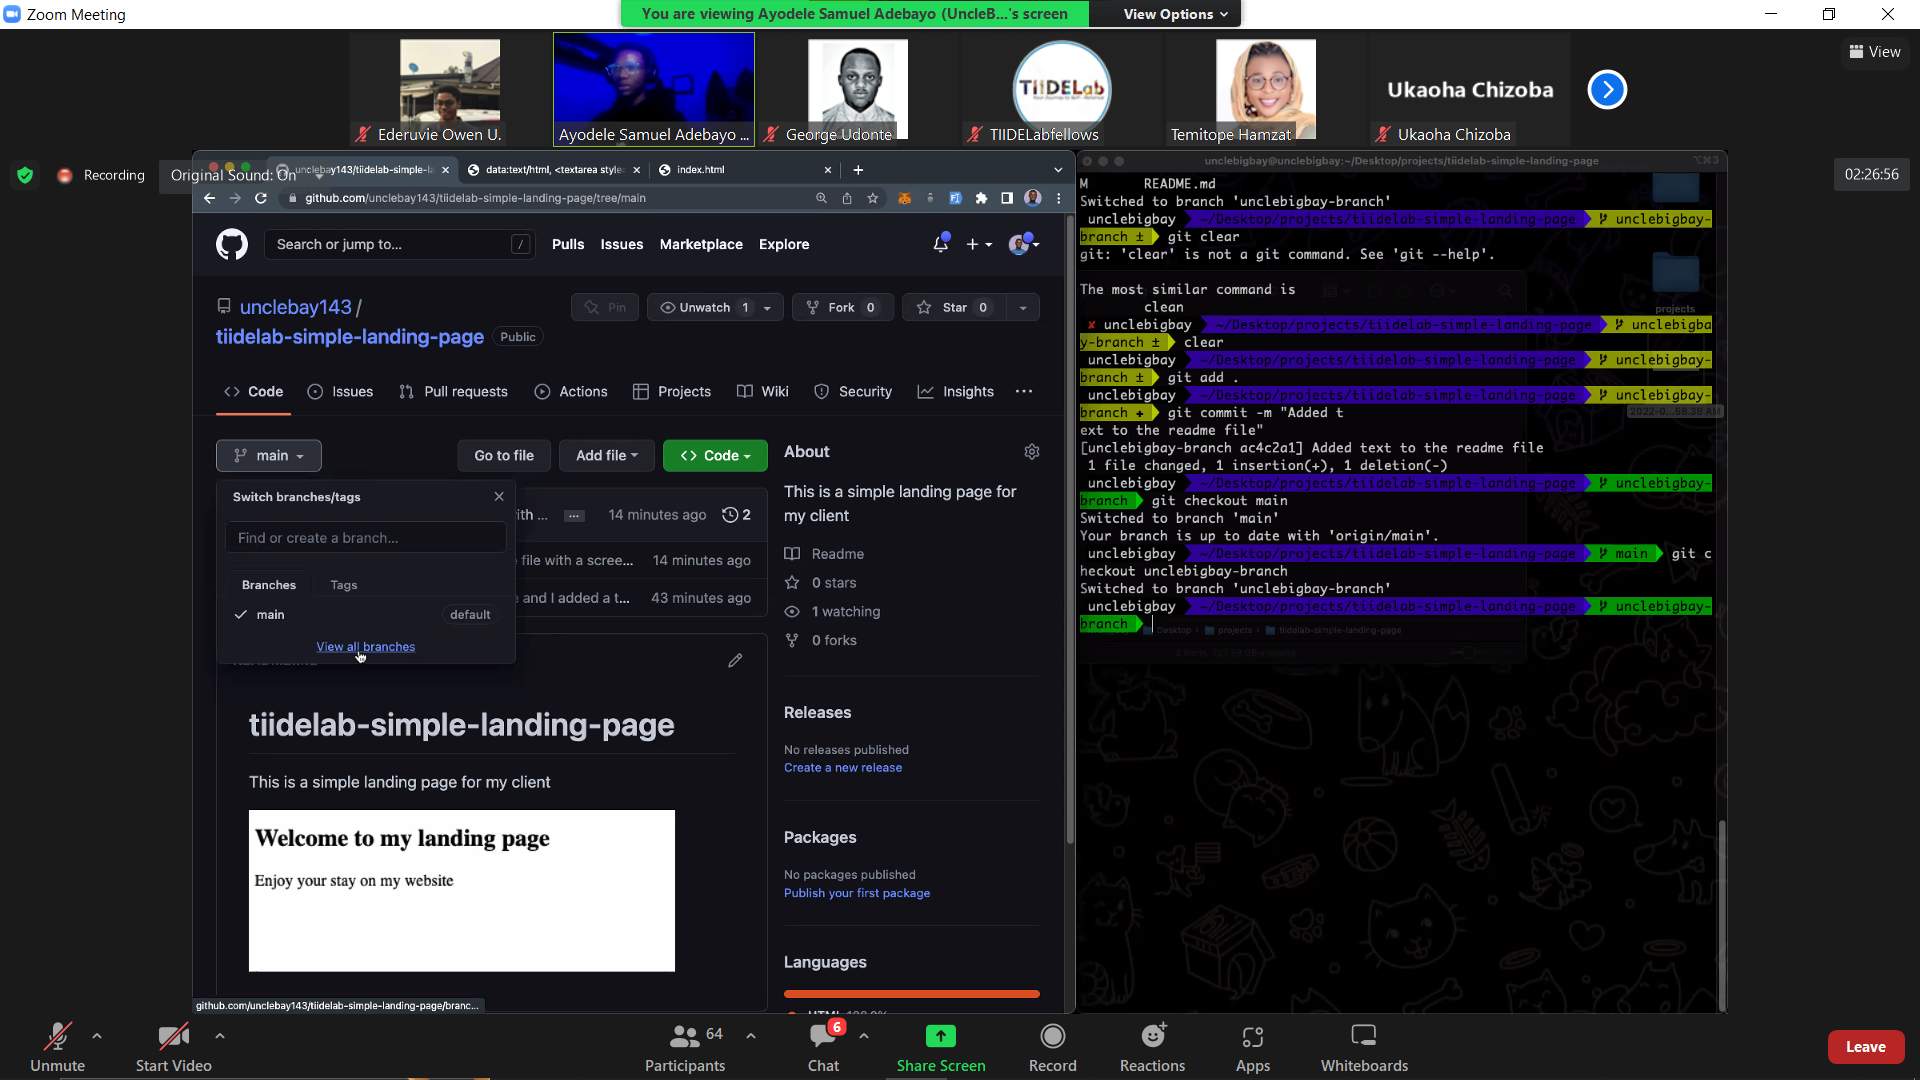 Zoom Meeting
You are viewing Ayodele Samuel Adebayo (UncleB...'s screen
View Options
View
Ederuvie Owen U.
Ayodele Samuel Adebayo ...
George Udonte
TIIDELab
TIIDELabfellows
Temitope Hamzat
Ukaoha Chizoba
Ukaoha Chizoba
Recording
Original Sound: On
02:26:56
unclebay143/tiidelab-simple-la
data:text/html, <textarea style
index.html
github.com/unclebay143/tiidelab-simple-landing-page/tree/main
Search or jump to...
/
Pulls
Issues
Marketplace
Explore
unclebay143 /
tiidelab-simple-landing-page
Public
Pin
Unwatch 1
Fork 0
Star 0
Code
Issues
Pull requests
Actions
Projects
Wiki
Security
Insights
main
Go to file
Add file
Code
Switch branches/tags
Find or create a branch...
Branches
Tags
main
default
View all branches
ith ...
14 minutes ago
2
file with a scree...
14 minutes ago
and I added a t...
43 minutes ago
tiidelab-simple-landing-page
This is a simple landing page for my client
Welcome to my landing page
Enjoy your stay on my website
About
This is a simple landing page for
my client
Readme
0 stars
1 watching
0 forks
Releases
No releases published
Create a new release
Packages
No packages published
Publish your first package
Languages
github.com/unclebay143/tiidelab-simple-landing-page/branc...
unclebigbay@unclebigbay:~/Desktop/projects/tiidelab-simple-landing-page
⌥⌘3
M README.md
Switched to branch 'unclebigbay-branch'
unclebigbay ~/Desktop/projects/tiidelab-simple-landing-page unclebigbay-
branch ± git clear
git: 'clear' is not a git command. See 'git --help'.
The most similar command is
clean
✘ unclebigbay ~/Desktop/projects/tiidelab-simple-landing-page unclebigba
y-branch ± clear
unclebigbay ~/Desktop/projects/tiidelab-simple-landing-page unclebigbay-
branch ± git add .
unclebigbay ~/Desktop/projects/tiidelab-simple-landing-page unclebigbay-
branch + git commit -m "Added t
ext to the readme file"
[unclebigbay-branch ac4c2a1] Added text to the readme file
1 file changed, 1 insertion(+), 1 deletion(-)
unclebigbay ~/Desktop/projects/tiidelab-simple-landing-page unclebigbay-
branch git checkout main
Switched to branch 'main'
Your branch is up to date with 'origin/main'.
unclebigbay ~/Desktop/projects/tiidelab-simple-landing-page main git c
heckout unclebigbay-branch
Switched to branch 'unclebigbay-branch'
unclebigbay ~/Desktop/projects/tiidelab-simple-landing-page unclebigbay-
branch
projects
Desktop › projects › tiidelab-simple-landing-page
Unmute
Start Video
64
Participants
6
Chat
Share Screen
Record
Reactions
Apps
Whiteboards
Leave